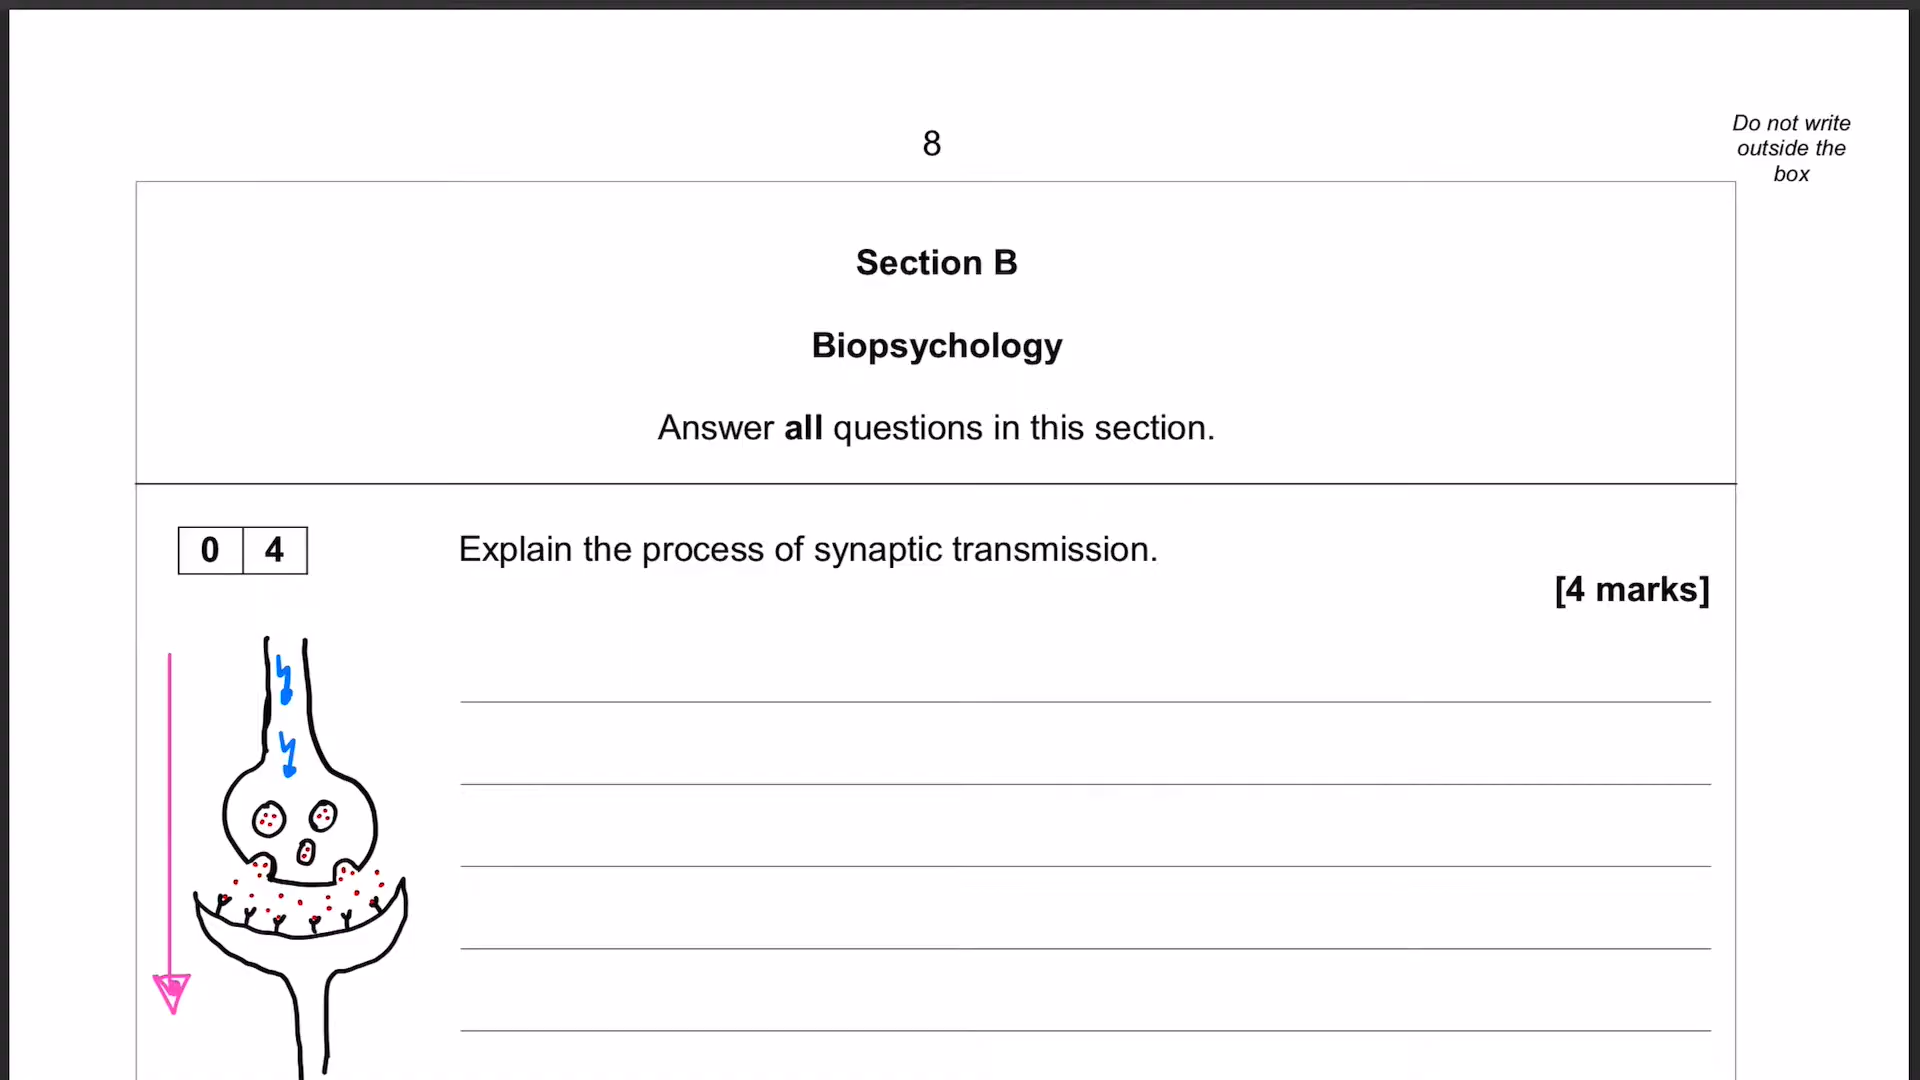 8
Do not write
outside the
box
Section B
Biopsychology
Answer all questions in this section.
0 4
Explain the process of synaptic transmission.
[4 marks]